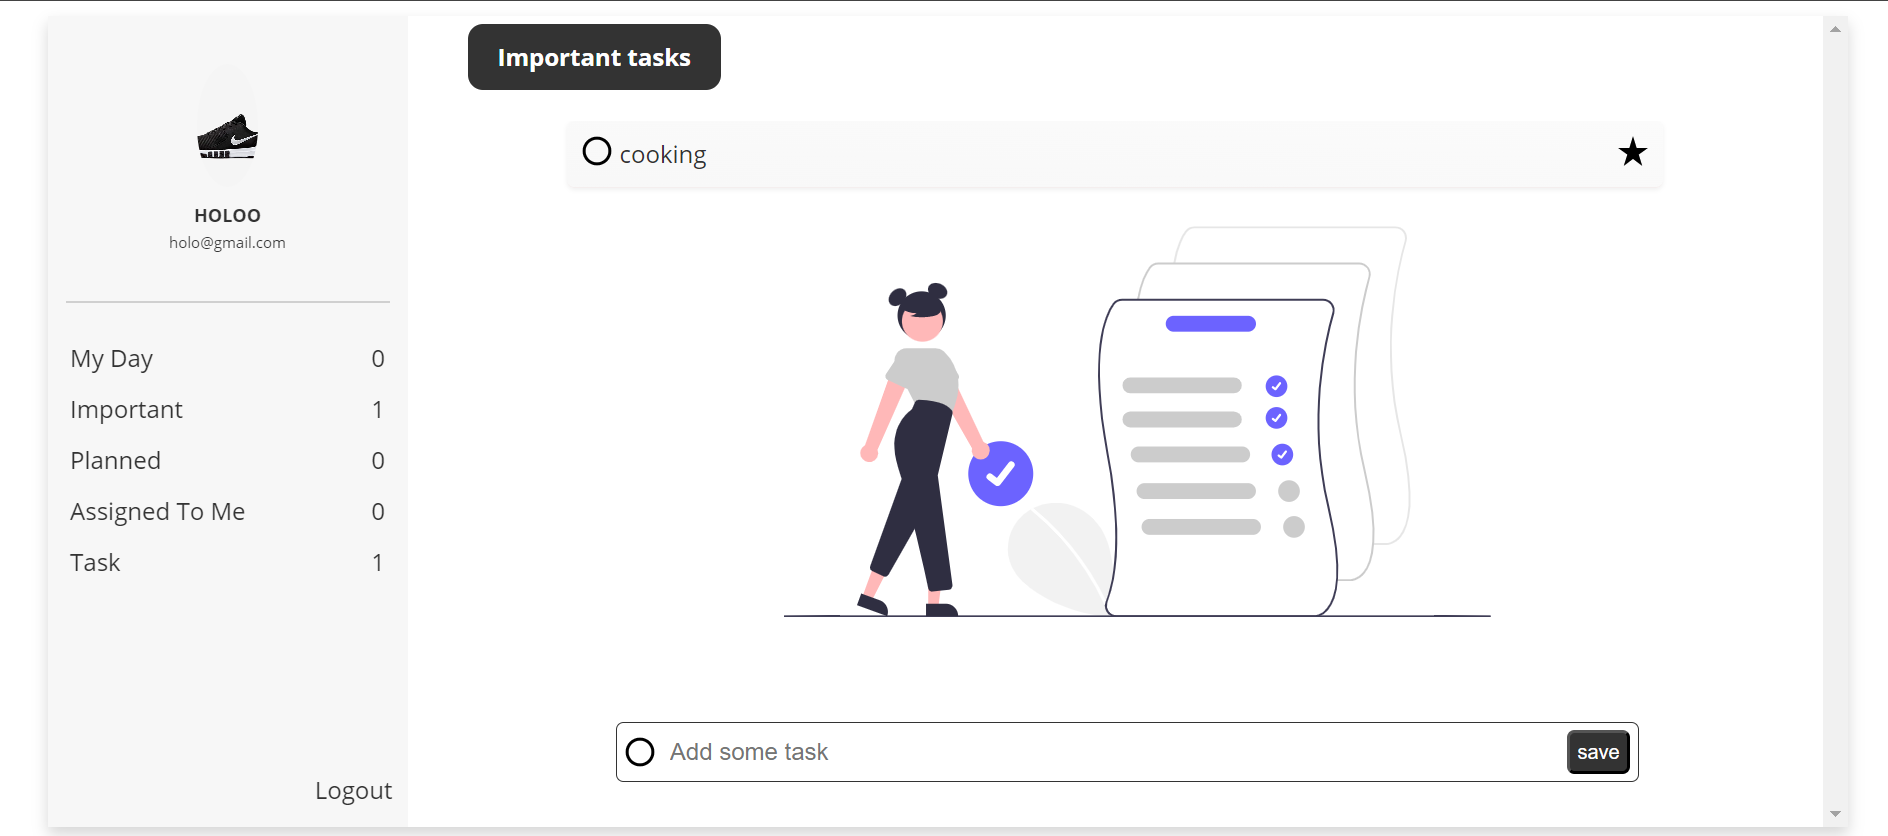 HOLOO
holo@gmail.com
My Day 0
Important 1
Planned 0
Assigned To Me 0
Task 1
Logout
Important tasks
cooking
Add some task
save